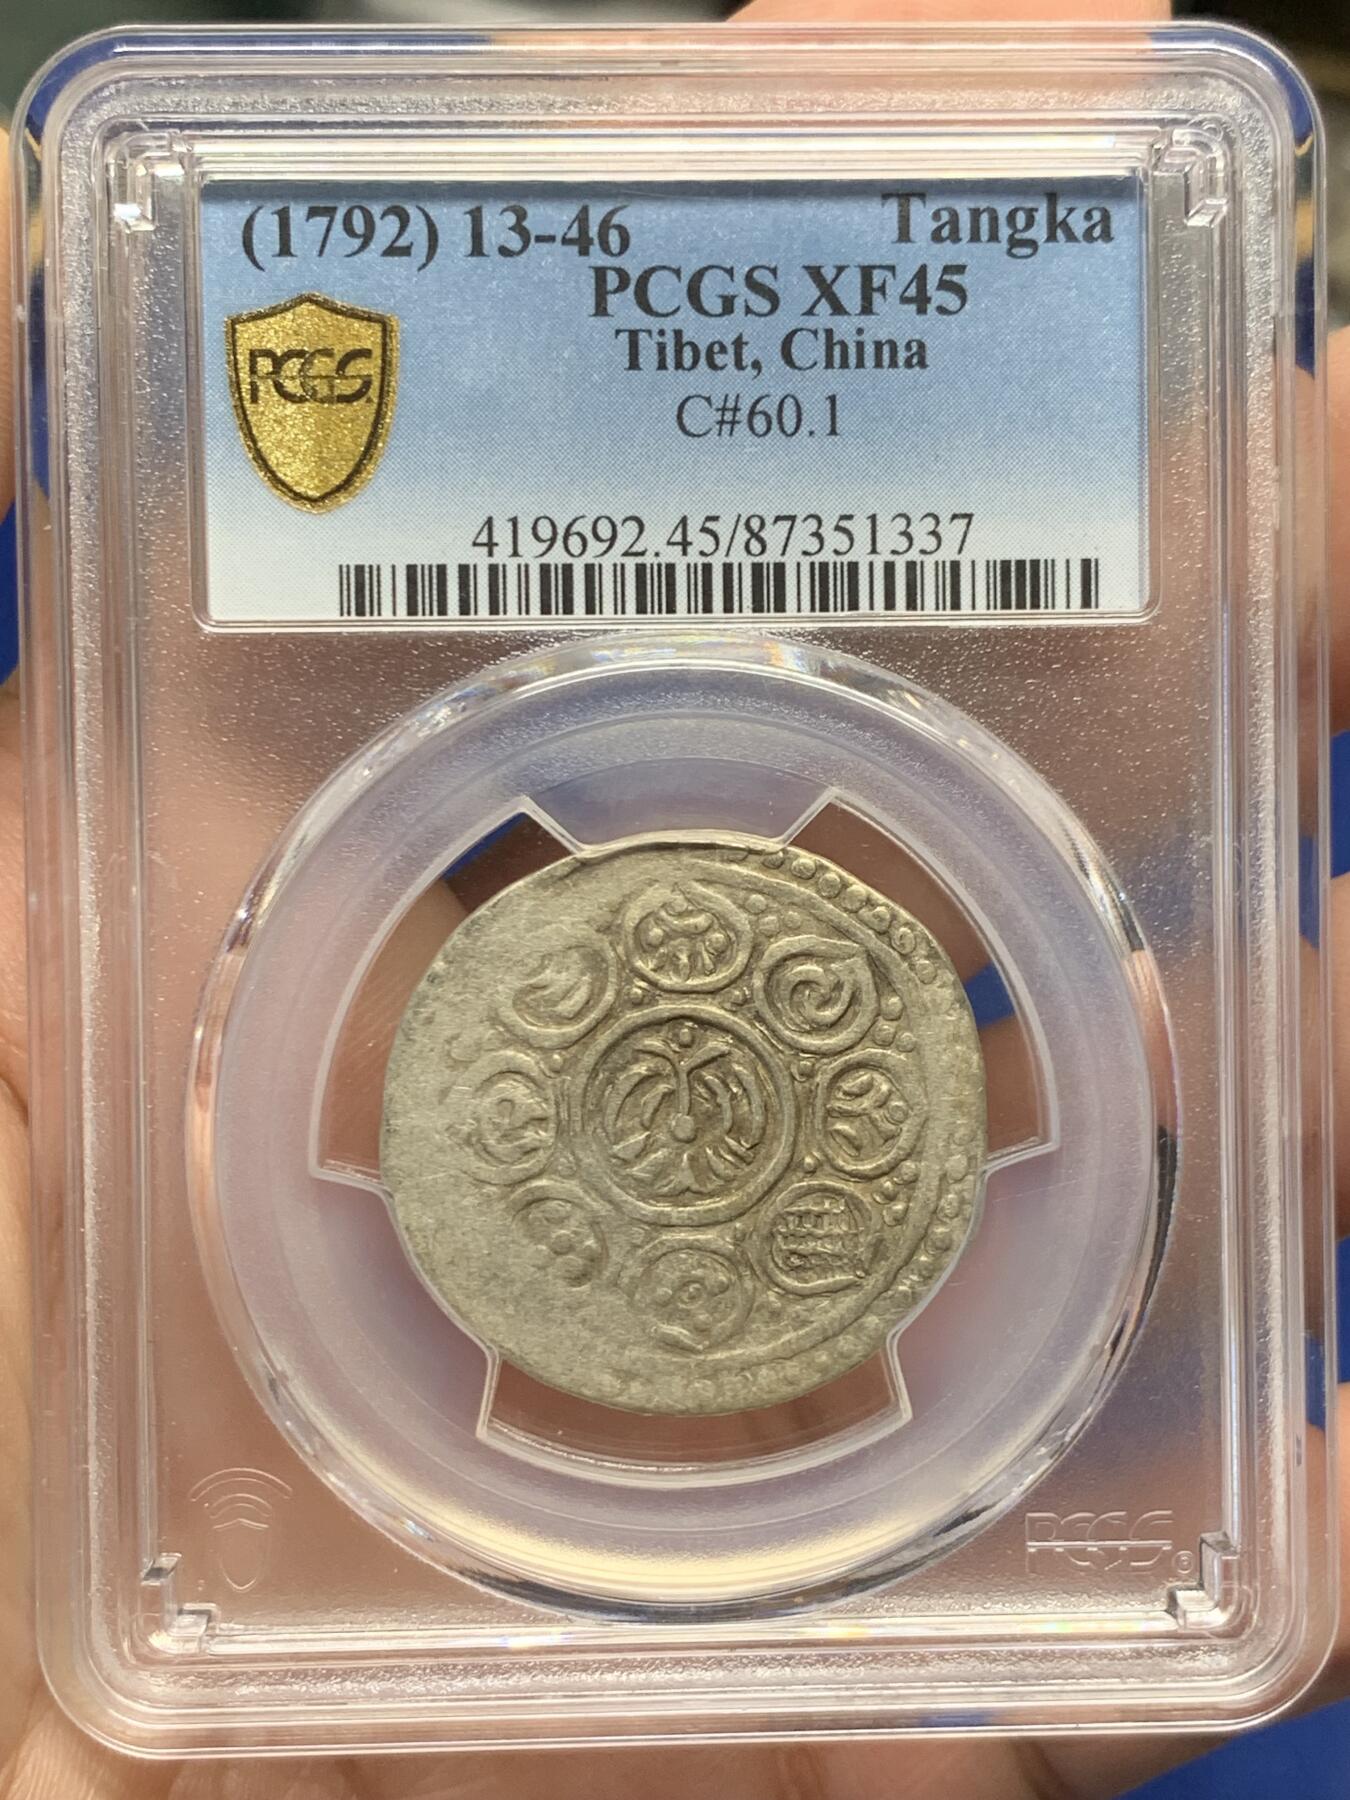 (1792) 13-46 Tangka
PCGS XF45
Tibet, China
C#60.1
PCGS
419692.45/87351337
PCGS®